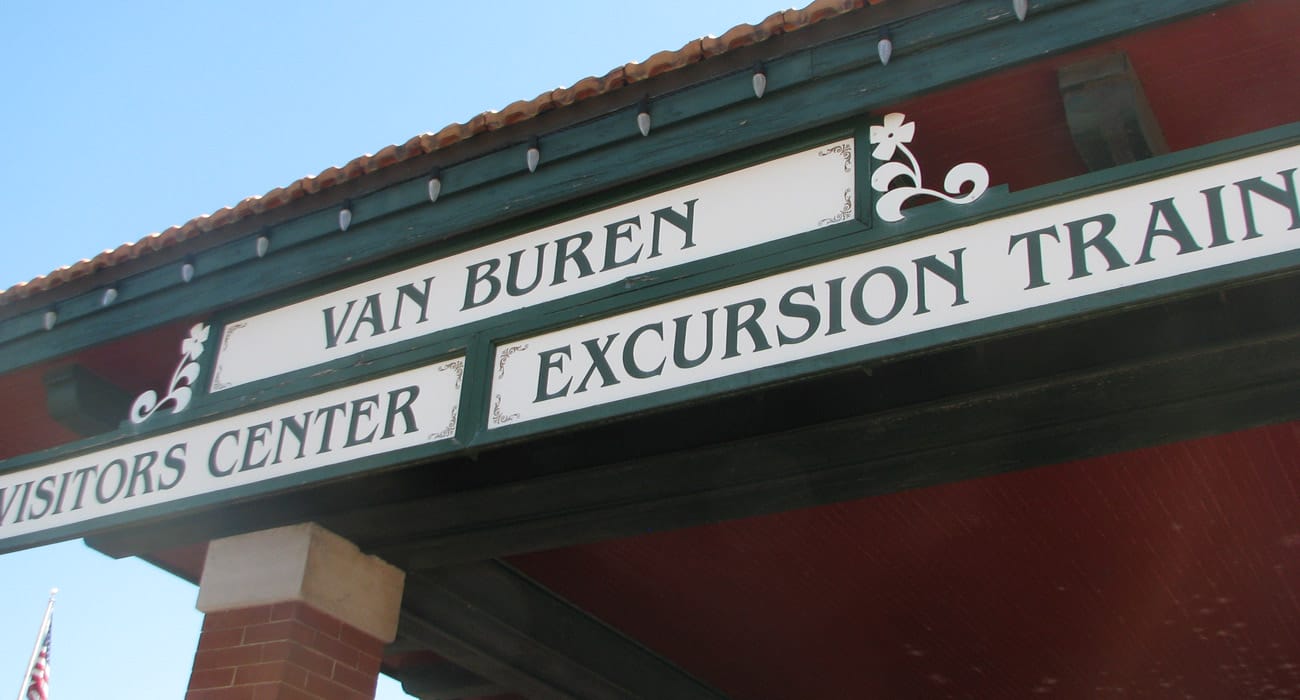 VAN BUREN
VISITORS CENTER
EXCURSION TRAIN